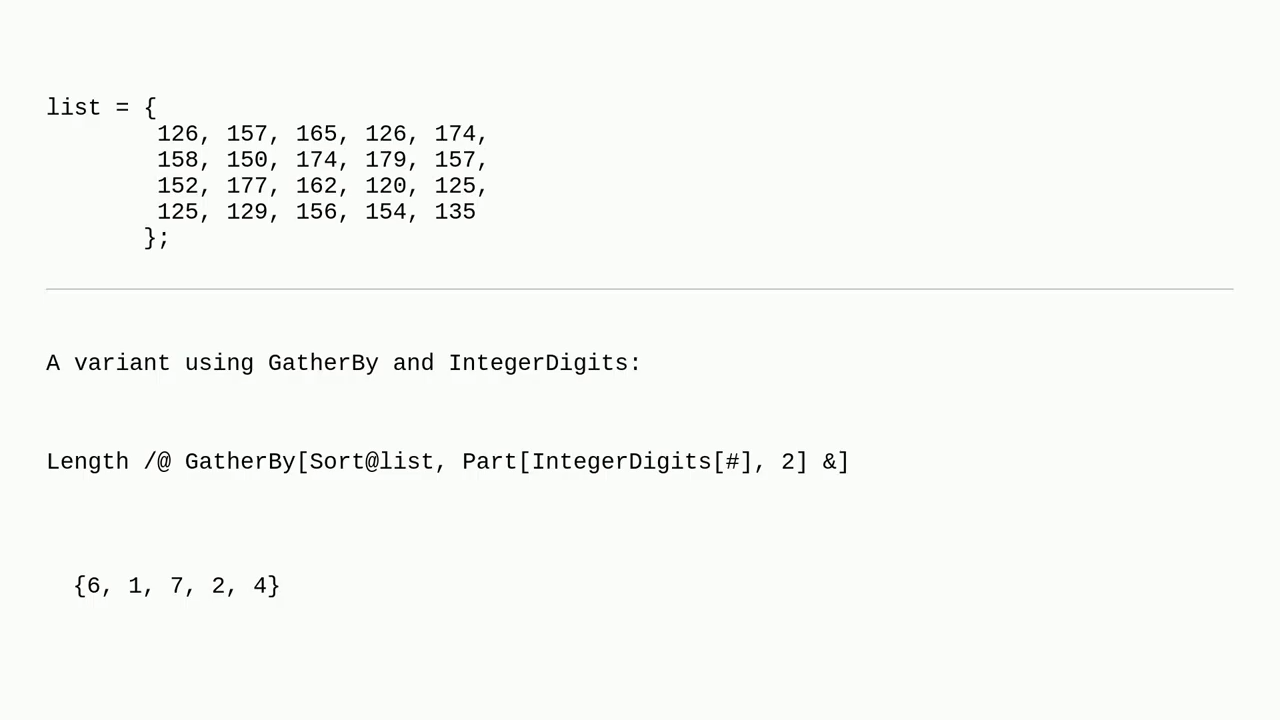 list = {
126, 157, 165, 126, 174,
158, 150, 174, 179, 157,
152, 177, 162, 120, 125,
125, 129, 156, 154, 135
};
A variant using GatherBy and IntegerDigits:
Length /@ GatherBy[Sort@list, Part[IntegerDigits[#], 2] &]
{6, 1, 7, 2, 4}